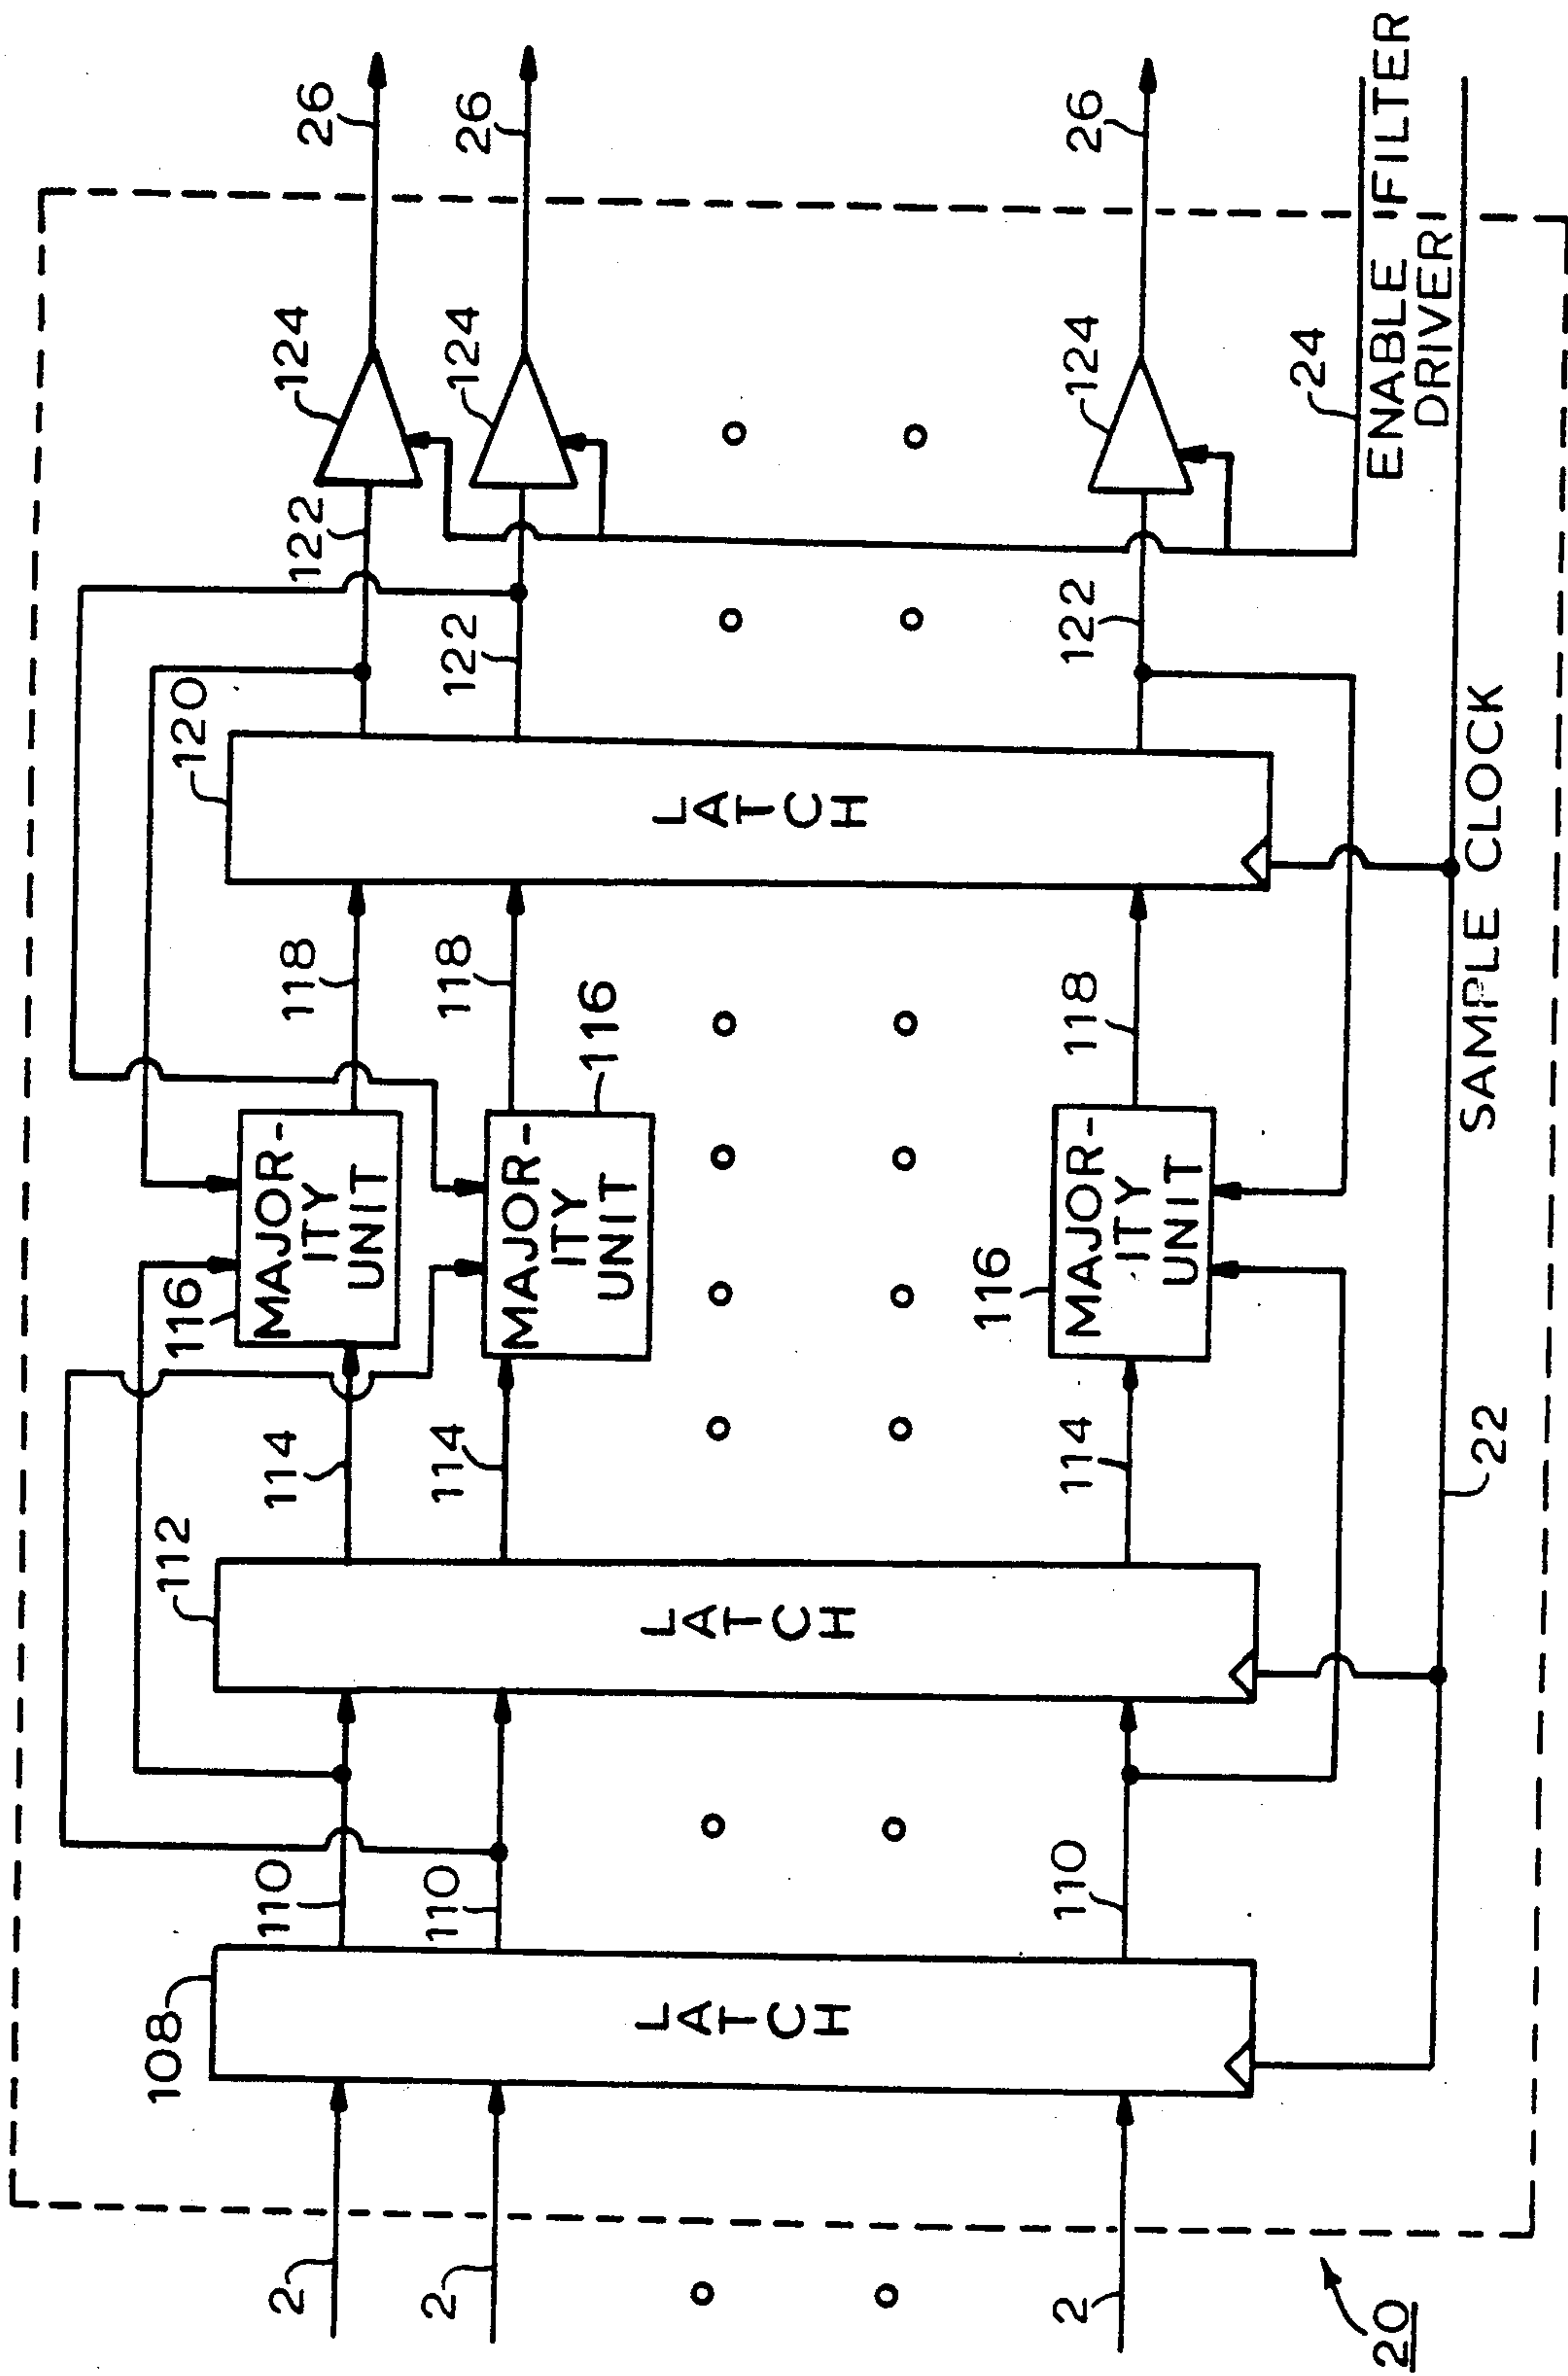 26
26
26
124
124
124
24
ENABLE FILTER
DRIVER
122
122
122
120
LATCH
118
118
118
116
MAJOR-
ITY
UNIT
116
MAJOR-
ITY
UNIT
116
MAJOR-
ITY
UNIT
SAMPLE CLOCK
22
114
114
114
112
LATCH
110
110
110
108
LATCH
2
2
2
20